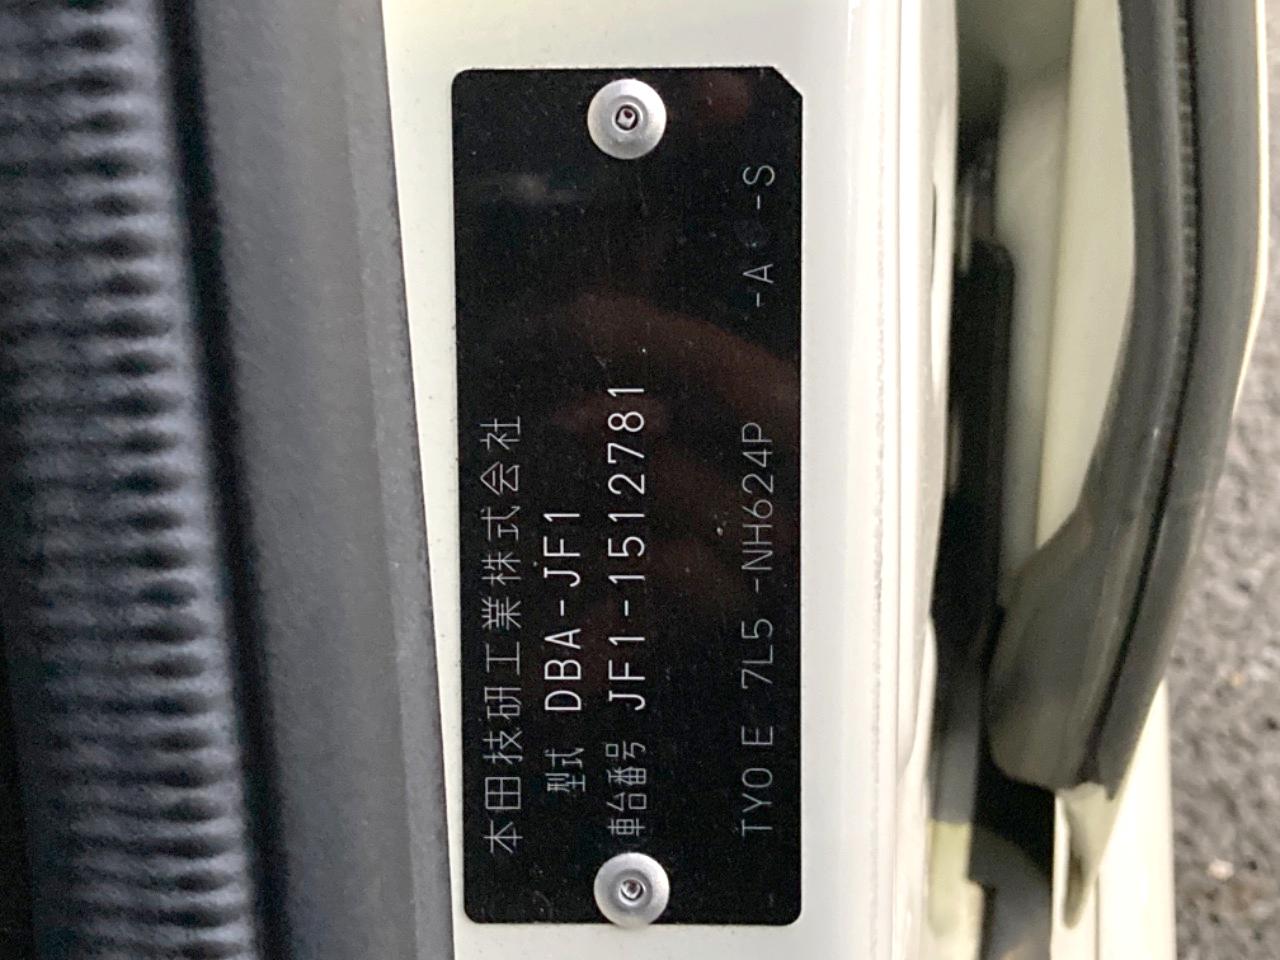 本田技研工業株式会社
型式 DBA-JF1
車台番号 JF1-1512781
TYO E 7L5 -NH624P -A -S